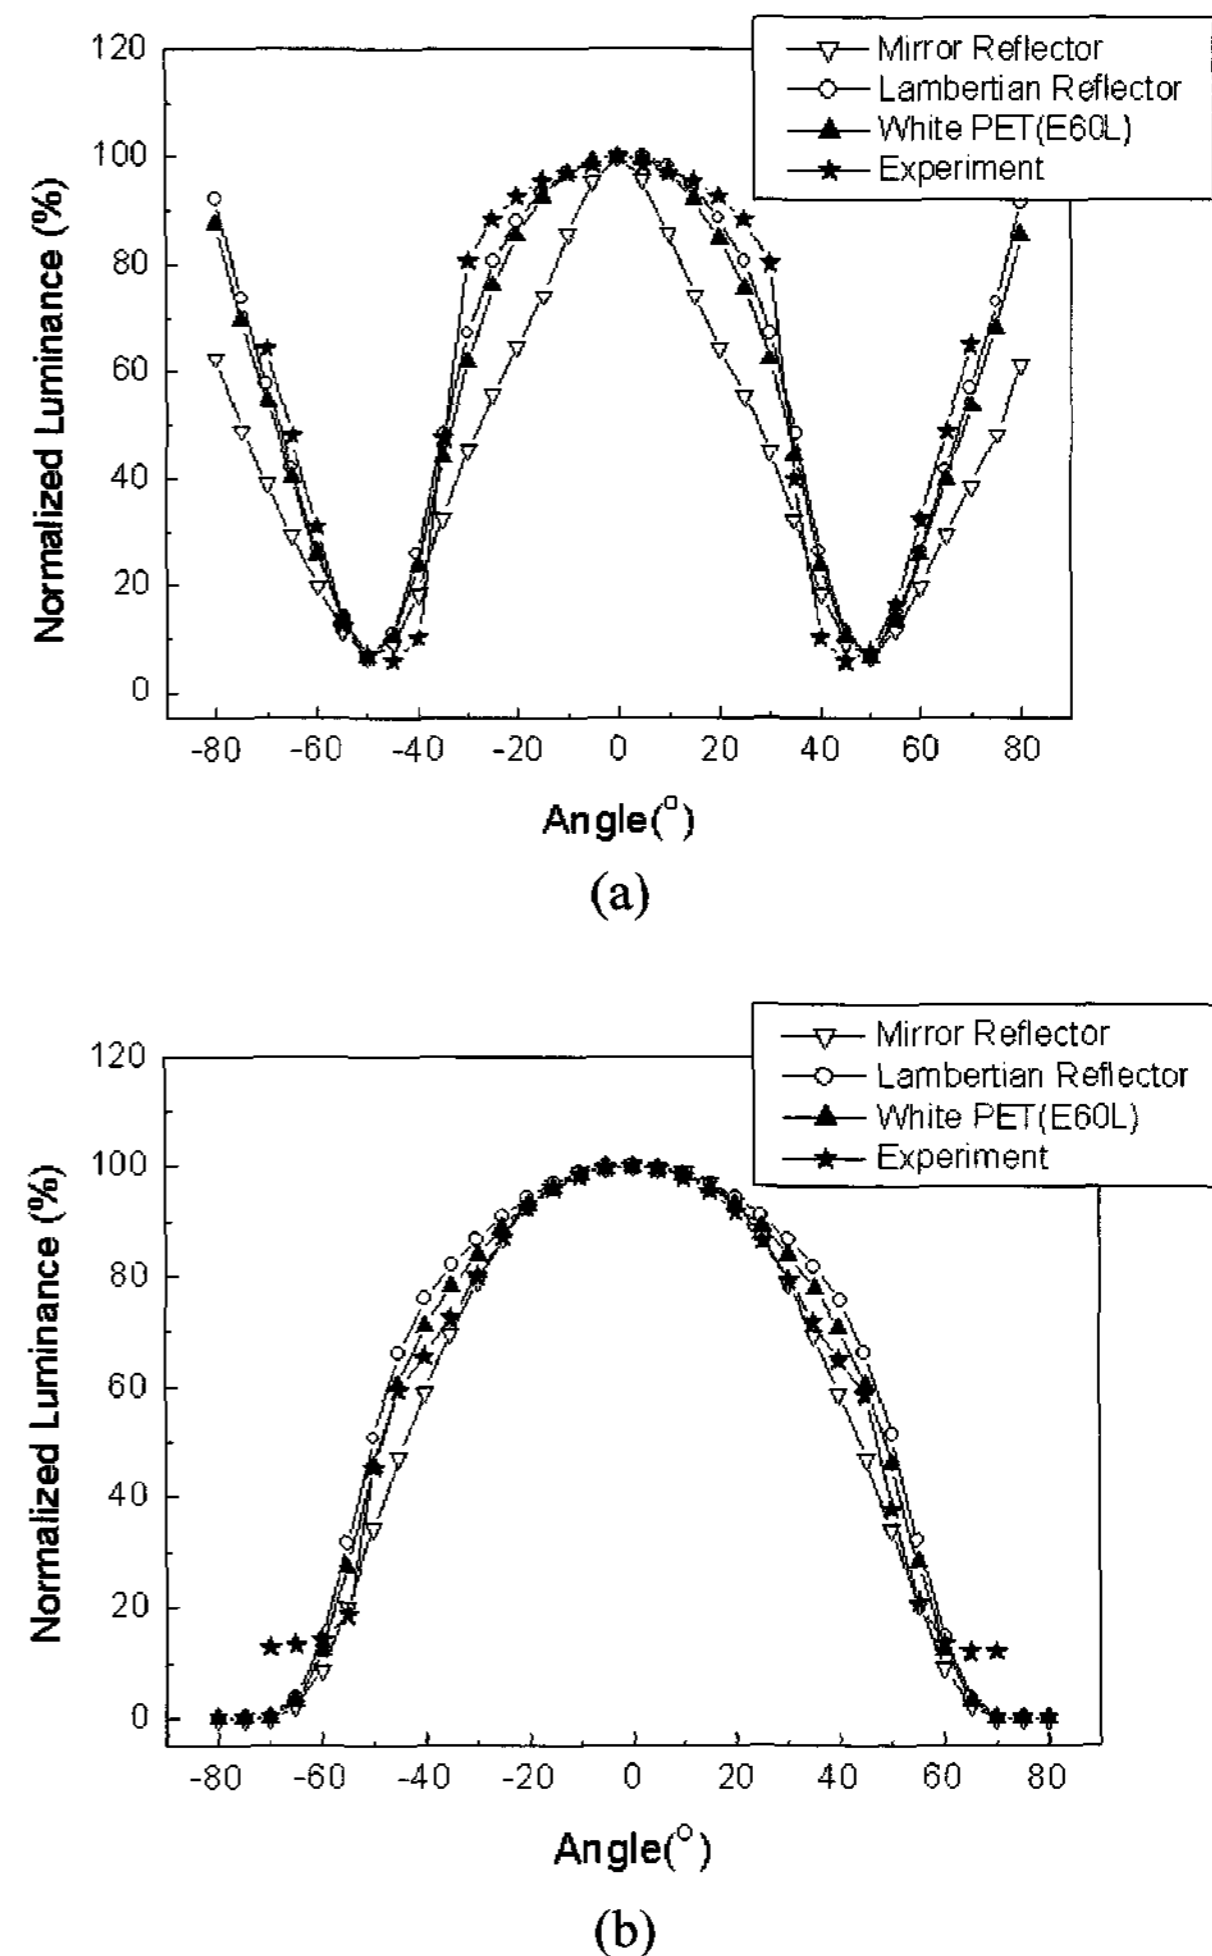 Mirror Reflector
Lambertian Reflector
White PET(E60L)
Experiment
120
100
80
60
40
20
0
Normalized Luminance (%)
-80 -60 -40 -20 0 20 40 60 80
Angle(°)
(a)
Mirror Reflector
Lambertian Reflector
White PET(E60L)
Experiment
120
100
80
60
40
20
0
Normalized Luminance (%)
-80 -60 -40 -20 0 20 40 60 80
Angle(°)
(b)